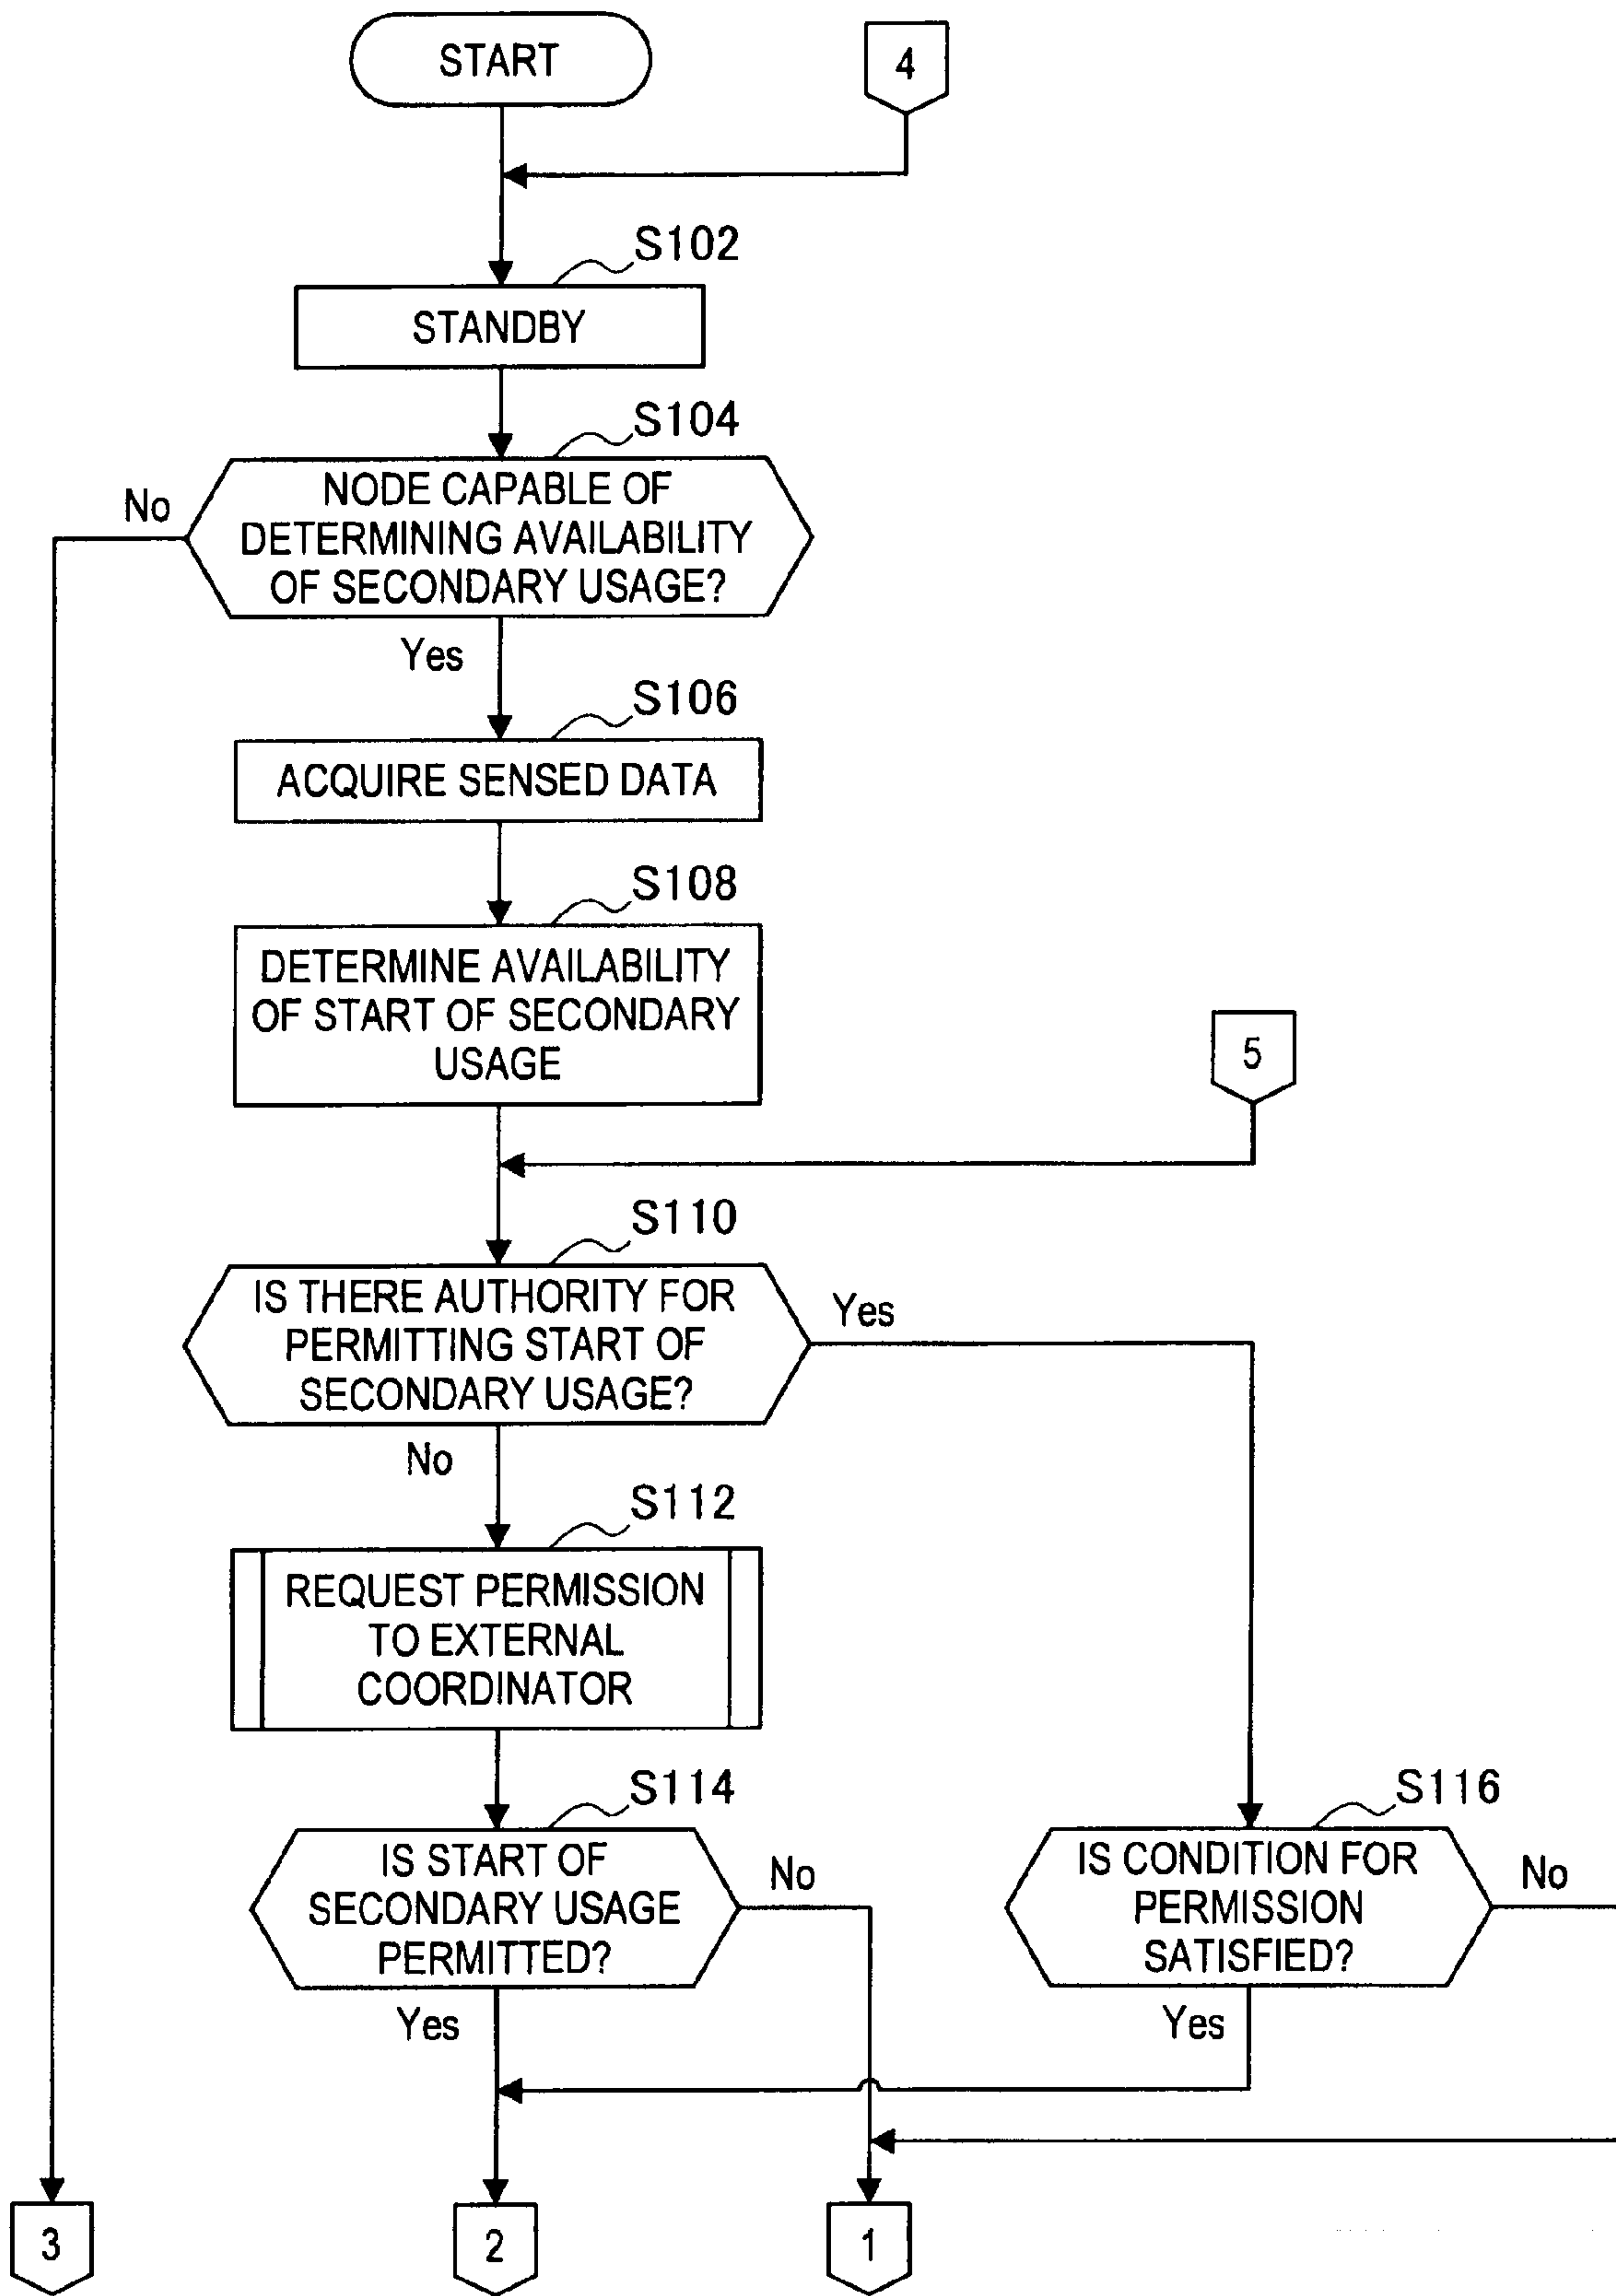 START
4
S102
STANDBY
S104
No
NODE CAPABLE OF
DETERMINING AVAILABILITY
OF SECONDARY USAGE?
Yes
S106
ACQUIRE SENSED DATA
S108
DETERMINE AVAILABILITY
OF START OF SECONDARY
USAGE
5
S110
IS THERE AUTHORITY FOR
PERMITTING START OF
SECONDARY USAGE?
Yes
No
S112
REQUEST PERMISSION
TO EXTERNAL
COORDINATOR
S114
IS START OF
SECONDARY USAGE
PERMITTED?
No
Yes
S116
IS CONDITION FOR
PERMISSION
SATISFIED?
No
Yes
3
2
1